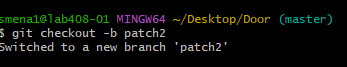 smena1@lab408-01 MINGW64 ~/Desktop/Door (master)
$ git checkout -b patch2
Switched to a new branch 'patch2'